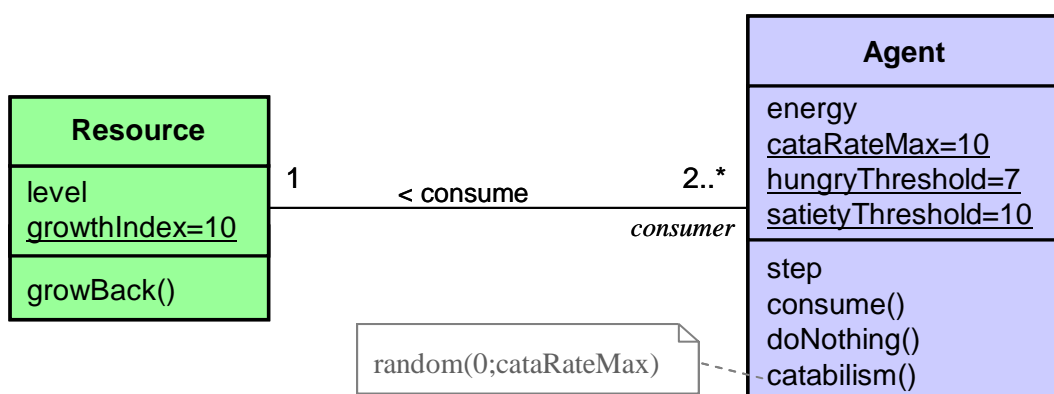 Resource
level
growthIndex=10
growBack()
1
< consume
2..*
consumer
Agent
energy
cataRateMax=10
hungryThreshold=7
satietyThreshold=10
step
consume()
doNothing()
catabilism()
random(0;cataRateMax)